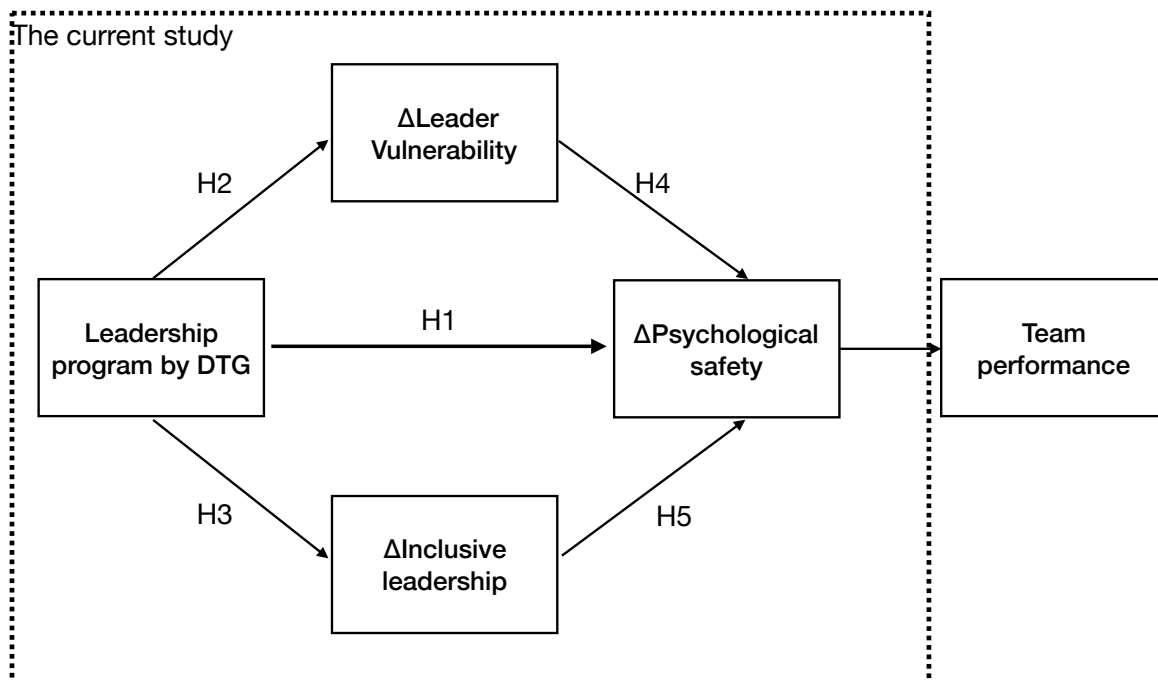 The current study
ΔLeader
Vulnerability
H2
H4
Leadership
program by DTG
H1
ΔPsychological
safety
Team
performance
H3
H5
ΔInclusive
leadership